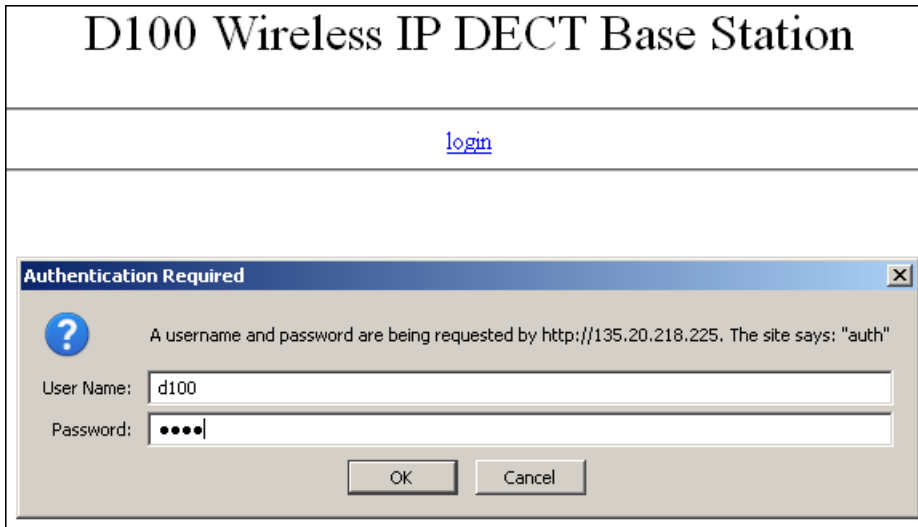 D100 Wireless IP DECT Base Station
login
Authentication Required
A username and password are being requested by http://135.20.218.225. The site says: "auth"
User Name: d100
Password: ●●●●
OK Cancel